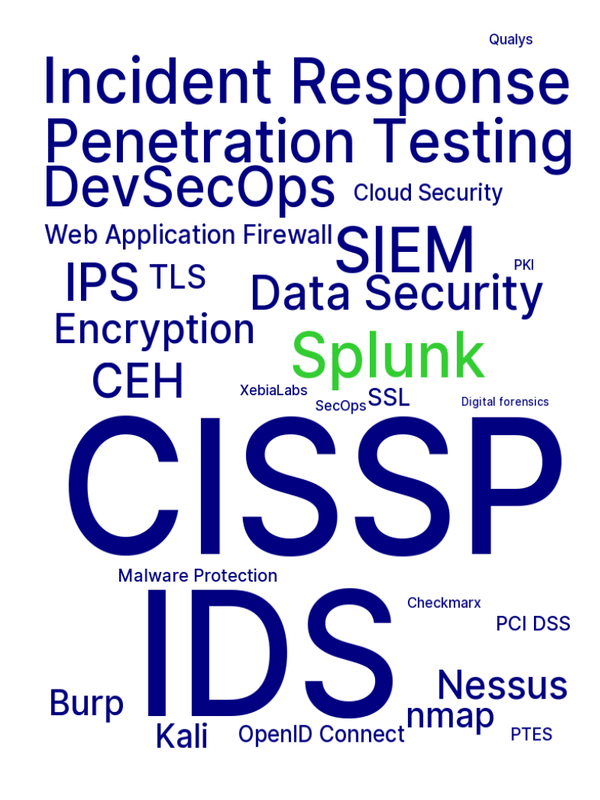 Qualys
Incident Response
Penetration Testing
DevSecOps
Cloud Security
Web Application Firewall
SIEM
IPS
TLS
PKI
Data Security
Encryption
Splunk
CEH
XebiaLabs
SecOps
SSL
Digital forensics
CISSP
Malware Protection
IDS
Checkmarx
PCI DSS
Nessus
Burp
nmap
Kali
OpenID Connect
PTES